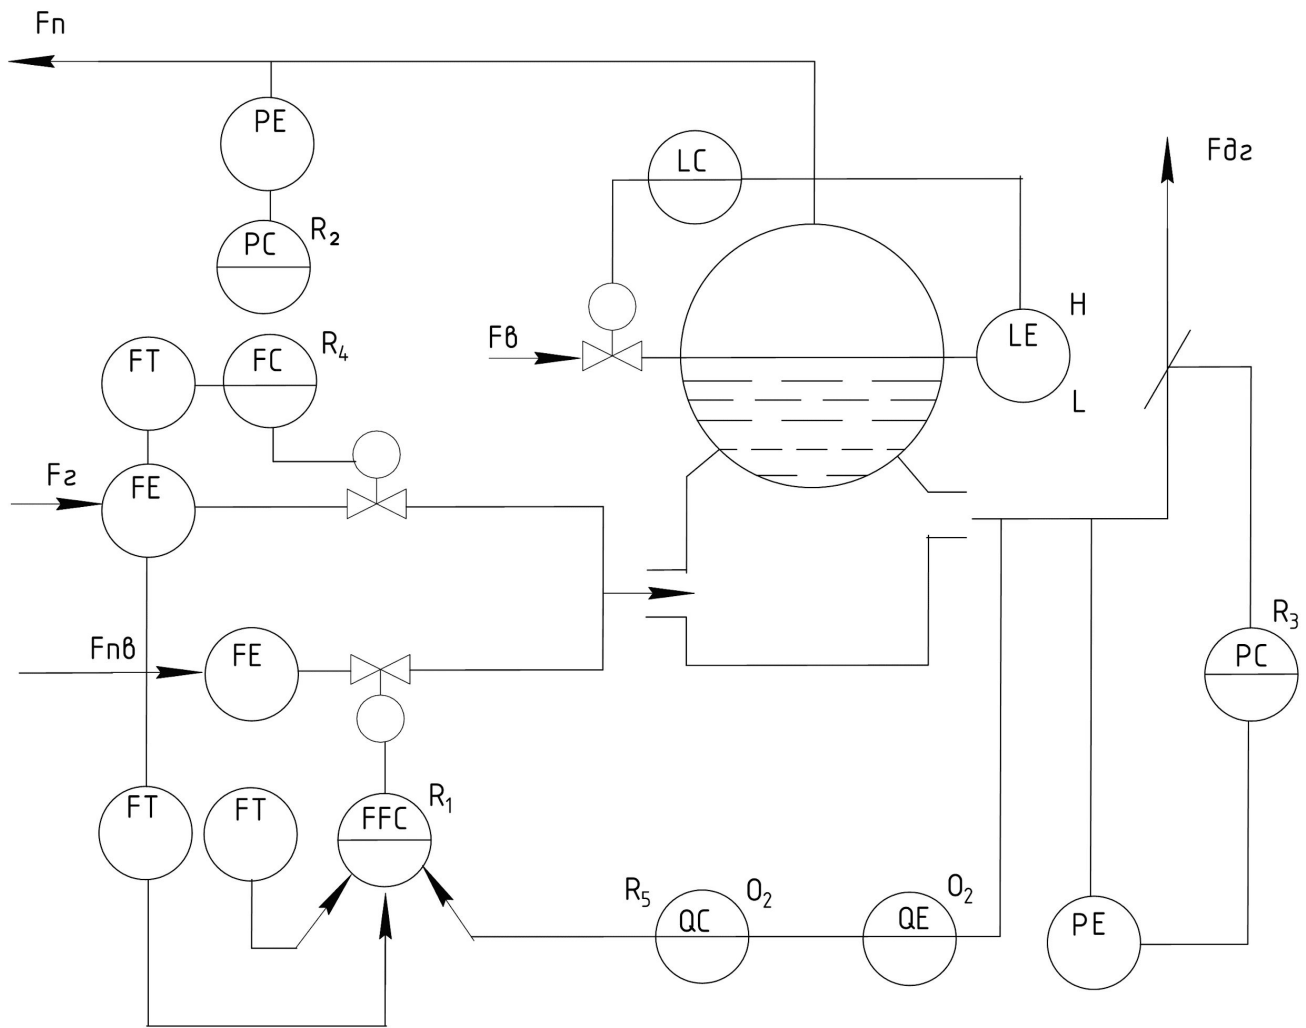 Fп
PE
LC
Fдг
PC
R₂
H
FT
FC
R₄
Fв
LE
L
Fг
FE
R₃
Fпв
FE
PC
FT
FT
FFC
R₁
R₅
QC
O₂
QE
O₂
PE